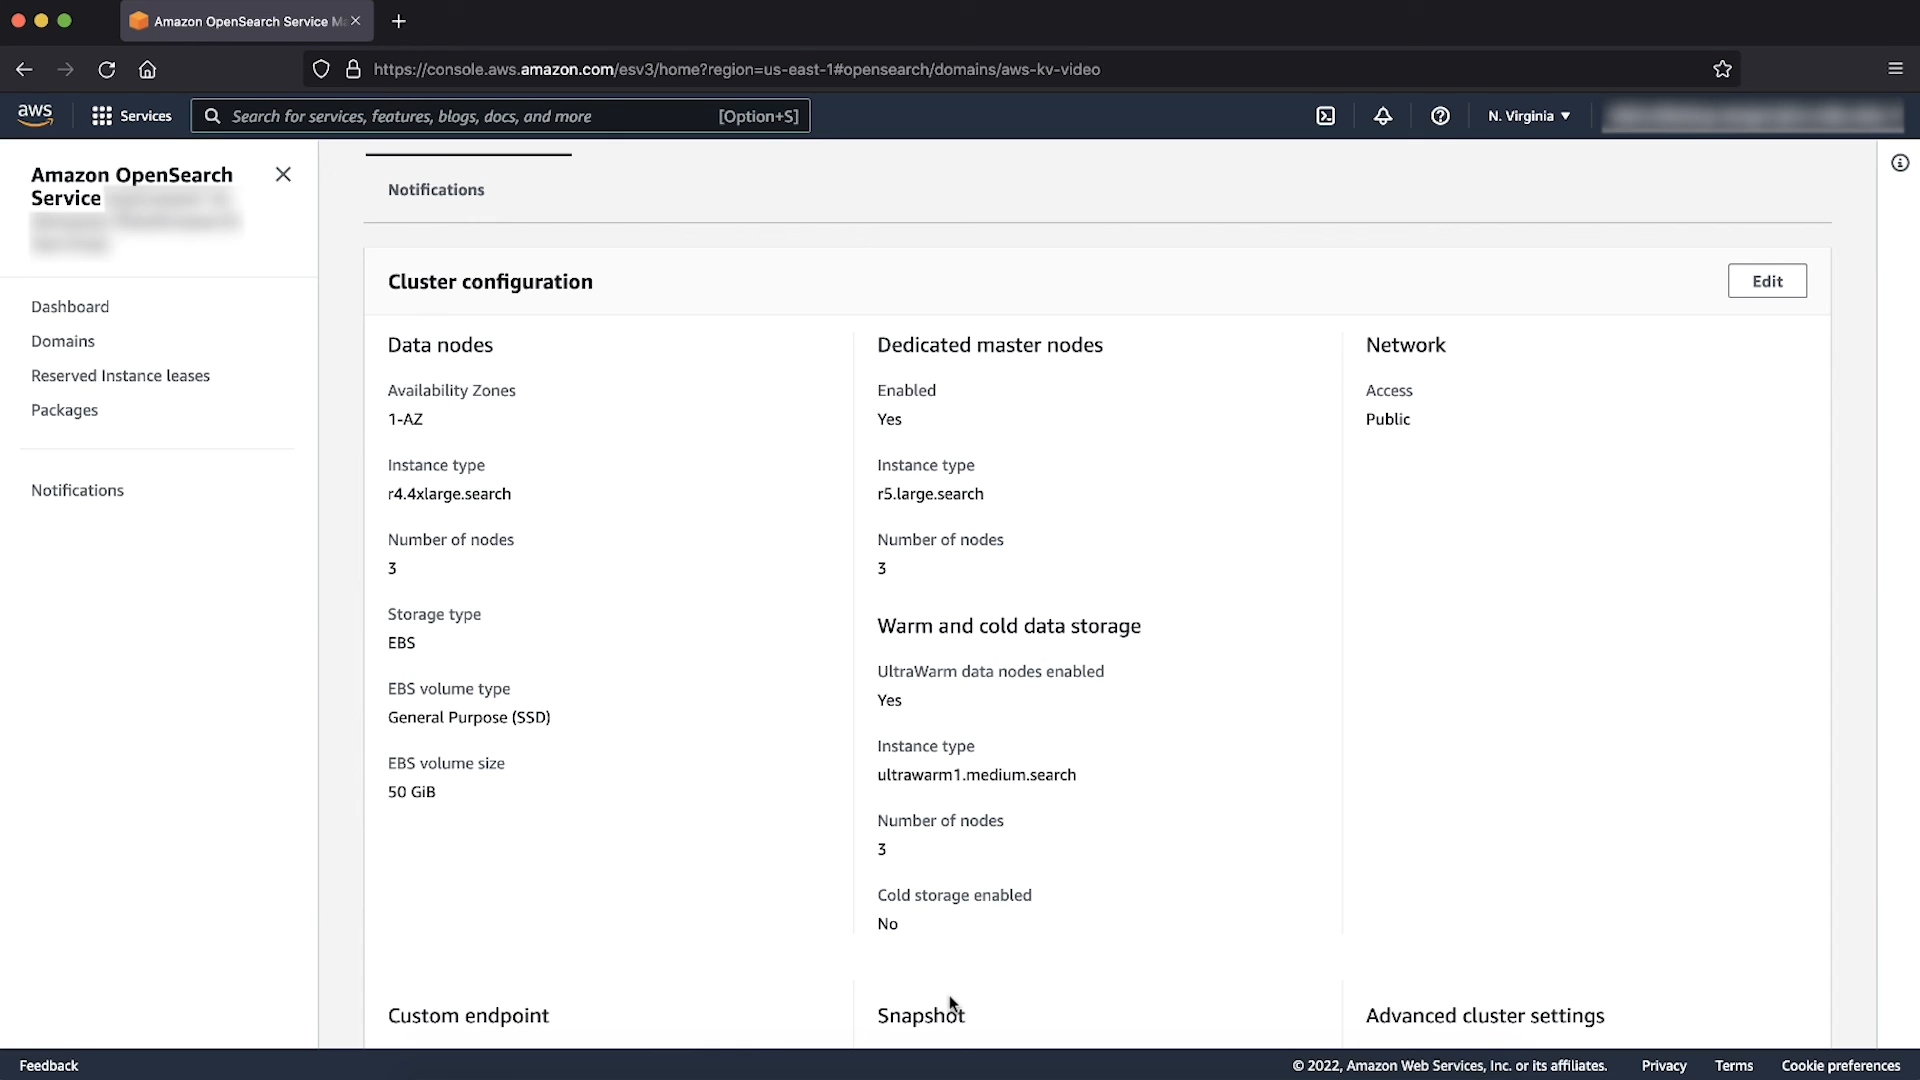 Amazon OpenSearch Service M
https://console.aws.amazon.com/esv3/home?region=us-east-1#opensearch/domains/aws-kv-video
aws
Services
Search for services, features, blogs, docs, and more
[Option+S]
N. Virginia ▼
Amazon OpenSearch
Service
Dashboard
Domains
Reserved Instance leases
Packages
Notifications
Notifications
Cluster configuration
Edit
Data nodes
Availability Zones
1-AZ
Instance type
r4.4xlarge.search
Number of nodes
3
Storage type
EBS
EBS volume type
General Purpose (SSD)
EBS volume size
50 GiB
Dedicated master nodes
Enabled
Yes
Instance type
r5.large.search
Number of nodes
3
Warm and cold data storage
UltraWarm data nodes enabled
Yes
Instance type
ultrawarm1.medium.search
Number of nodes
3
Cold storage enabled
No
Network
Access
Public
Custom endpoint
Snapshot
Advanced cluster settings
Feedback
© 2022, Amazon Web Services, Inc. or its affiliates.
Privacy
Terms
Cookie preferences